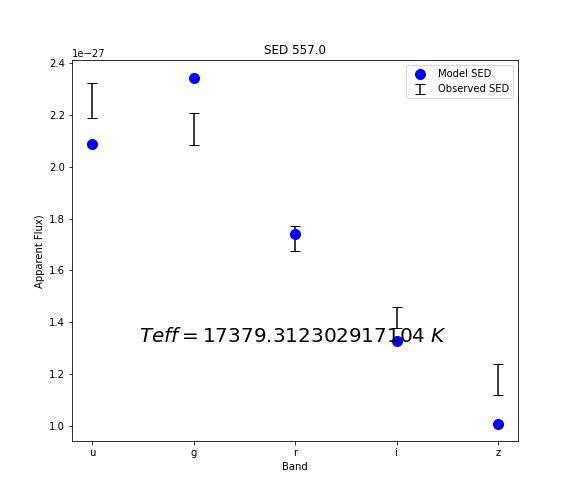 SED 557.0
1e−27
2.4
2.2
2.0
1.8
1.6
1.4
1.2
1.0
Apparent Flux)
Model SED
Observed SED
Teff = 17379.312302917104 K
u g r i z
Band